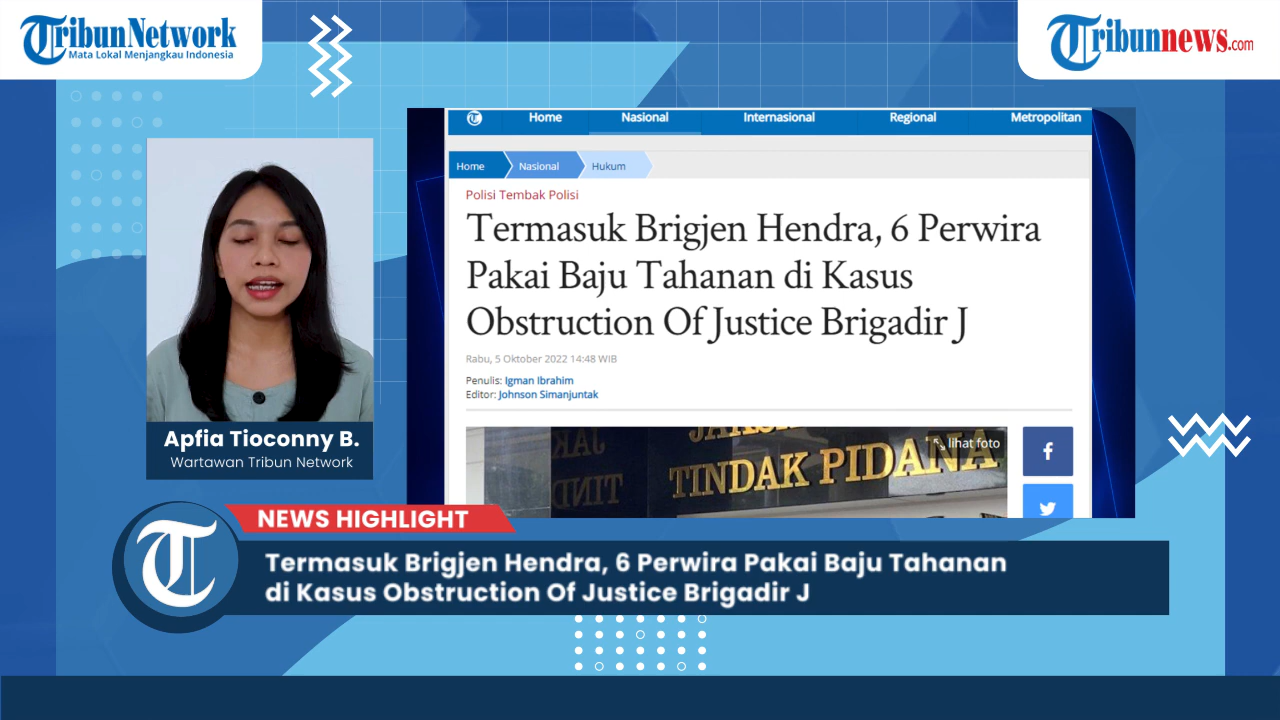 TribunNetwork
Mata Lokal Menjangkau Indonesia
Tribunnews.com
Home Nasional Internasional Regional Metropolitan
Home Nasional Hukum
Polisi Tembak Polisi
Termasuk Brigjen Hendra, 6 Perwira
Pakai Baju Tahanan di Kasus
Obstruction Of Justice Brigadir J
Rabu, 5 Oktober 2022 14:48 WIB
Penulis: Igman Ibrahim
Editor: Johnson Simanjuntak
lihat foto
TINDAK PIDANA
Apfia Tioconny B.
Wartawan Tribun Network
NEWS HIGHLIGHT
Termasuk Brigjen Hendra, 6 Perwira Pakai Baju Tahanan
di Kasus Obstruction Of Justice Brigadir J